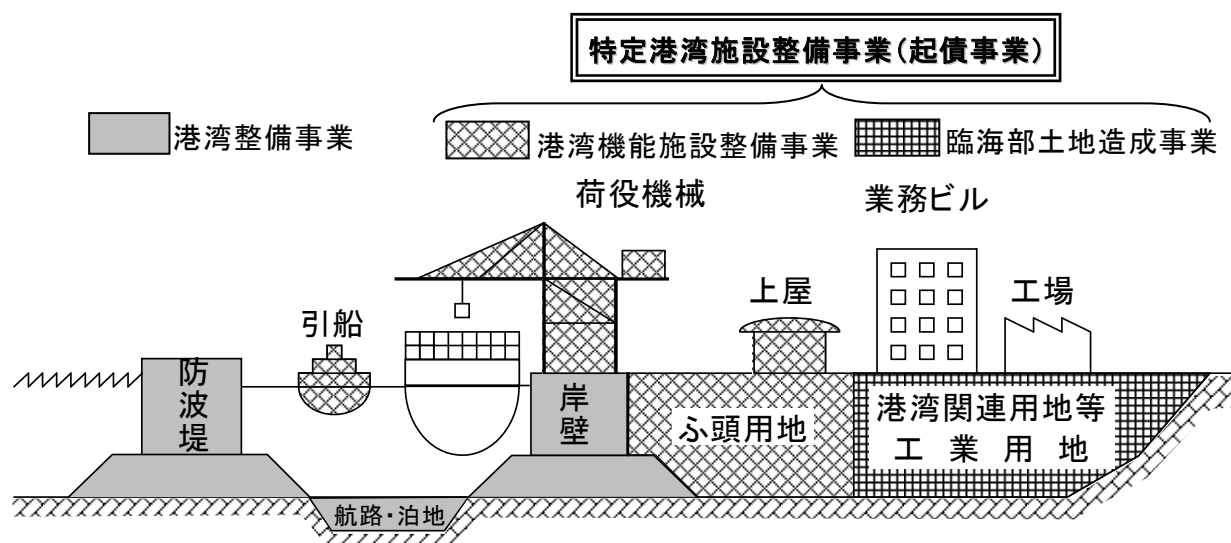 特定港湾施設整備事業(起債事業)
港湾整備事業
港湾機能施設整備事業
臨海部土地造成事業
荷役機械
業務ビル
引船
上屋
工場
防波堤
岸壁
ふ頭用地
港湾関連用地等
工業用地
航路・泊地